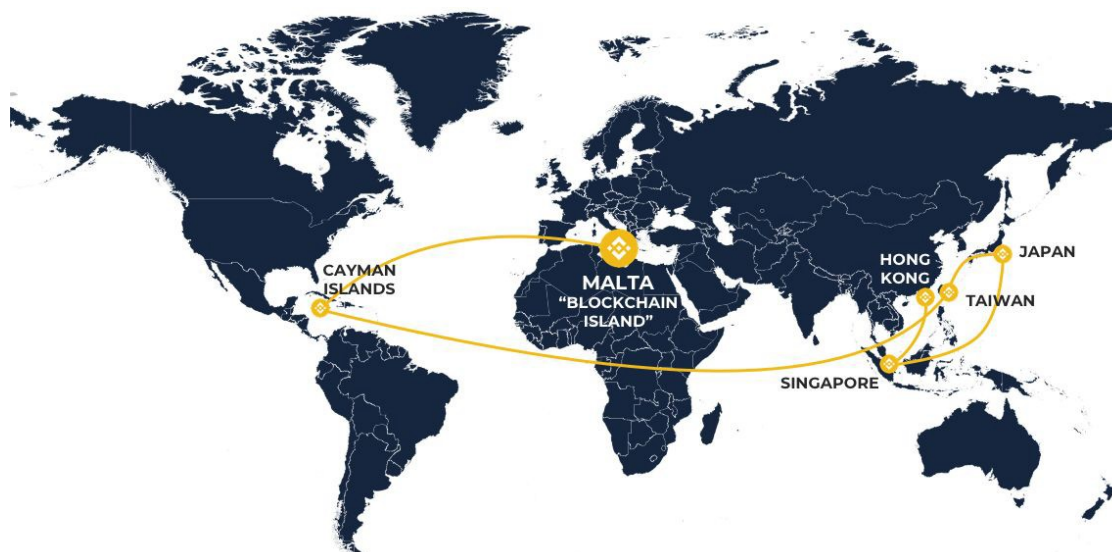 CAYMAN
ISLANDS
MALTA
“BLOCKCHAIN
ISLAND”
HONG
KONG
JAPAN
TAIWAN
SINGAPORE